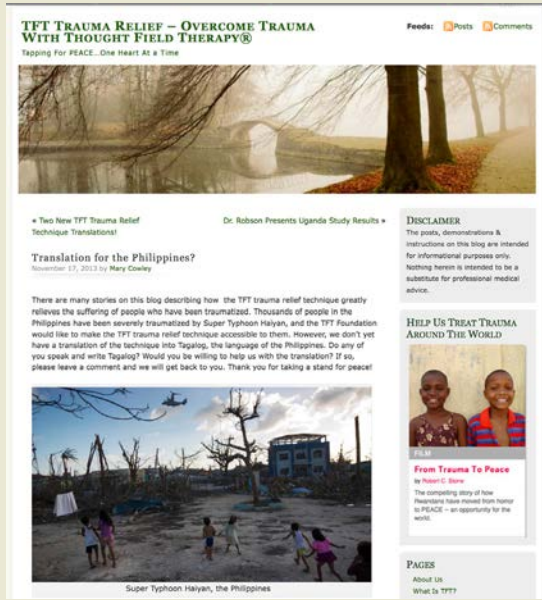 TFT Trauma Relief – Overcome Trauma
With Thought Field Therapy®
Tapping For PEACE...One Heart At a Time
Feeds: Posts Comments
« Two New TFT Trauma Relief
Technique Translations!
Dr. Robson Presents Uganda Study Results »
Translation for the Philippines?
November 17, 2013 by Mary Cowley
There are many stories on this blog describing how the TFT trauma relief technique greatly
relieves the suffering of people who have been traumatized. Thousands of people in the
Philippines have been severely traumatized by Super Typhoon Haiyan, and the TFT Foundation
would like to make the TFT trauma relief technique accessible to them. However, we don't yet
have a translation of the technique into Tagalog, the language of the Philippines. Do any of
you speak and write Tagalog? Would you be willing to help us with the translation? If so,
please leave a comment and we will get back to you. Thank you for taking a stand for peace!
Super Typhoon Haiyan, the Philippines
Disclaimer
The posts, demonstrations &
instructions on this blog are intended
for informational purposes only.
Nothing herein is intended to be a
substitute for professional medical
advice.
Help Us Treat Trauma
Around The World
FILM
From Trauma To Peace
by Robert C. Stone
The compelling story of how
Rwandans have moved from horror
to PEACE – an opportunity for the
world.
Pages
About Us
What Is TFT?